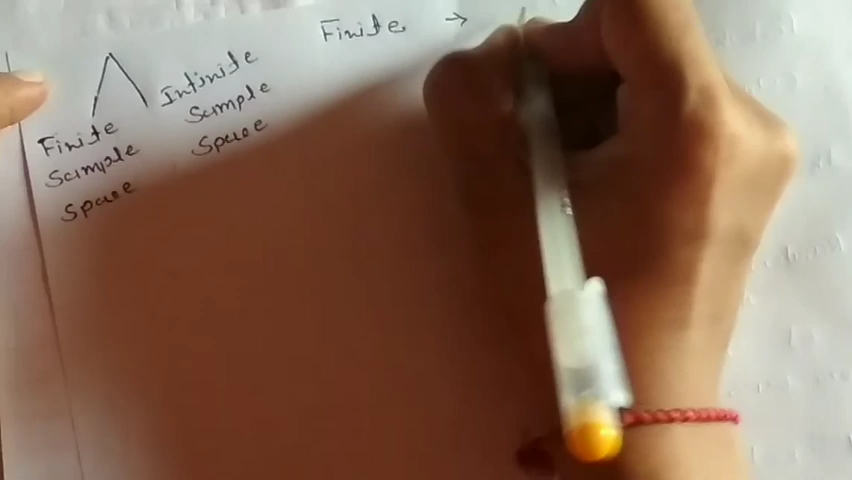 Finite →
Finite
Sample
Space
Infinite
Sample
Space